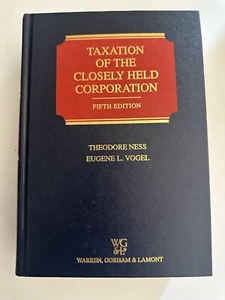 TAXATION
OF THE
CLOSELY HELD
CORPORATION
FIFTH EDITION
THEODORE NESS
EUGENE L. VOGEL
WG
&L
WARREN, GORHAM & LAMONT